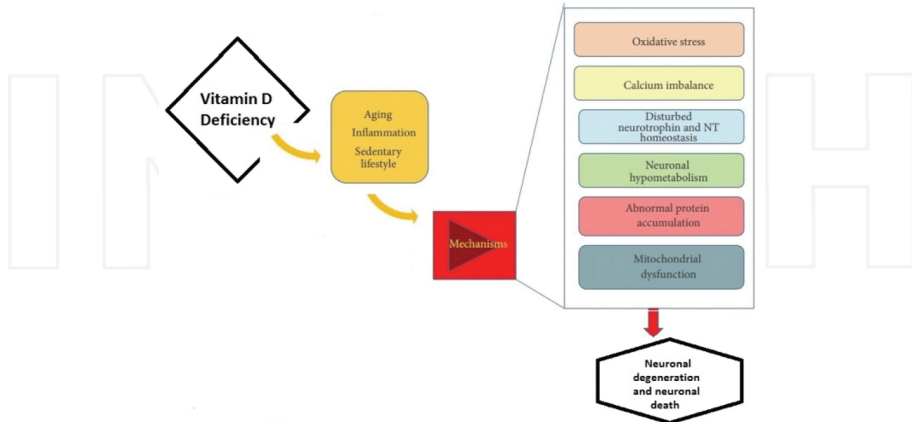 Vitamin D
Deficiency
Aging
Inflammation
Sedentary
lifestyle
Mechanisms
Oxidative stress
Calcium imbalance
Disturbed
neurotrophin and NT
homeostasis
Neuronal
hypometabolism
Abnormal protein
accumulation
Mitochondrial
dysfunction
Neuronal
degeneration
and neuronal
death